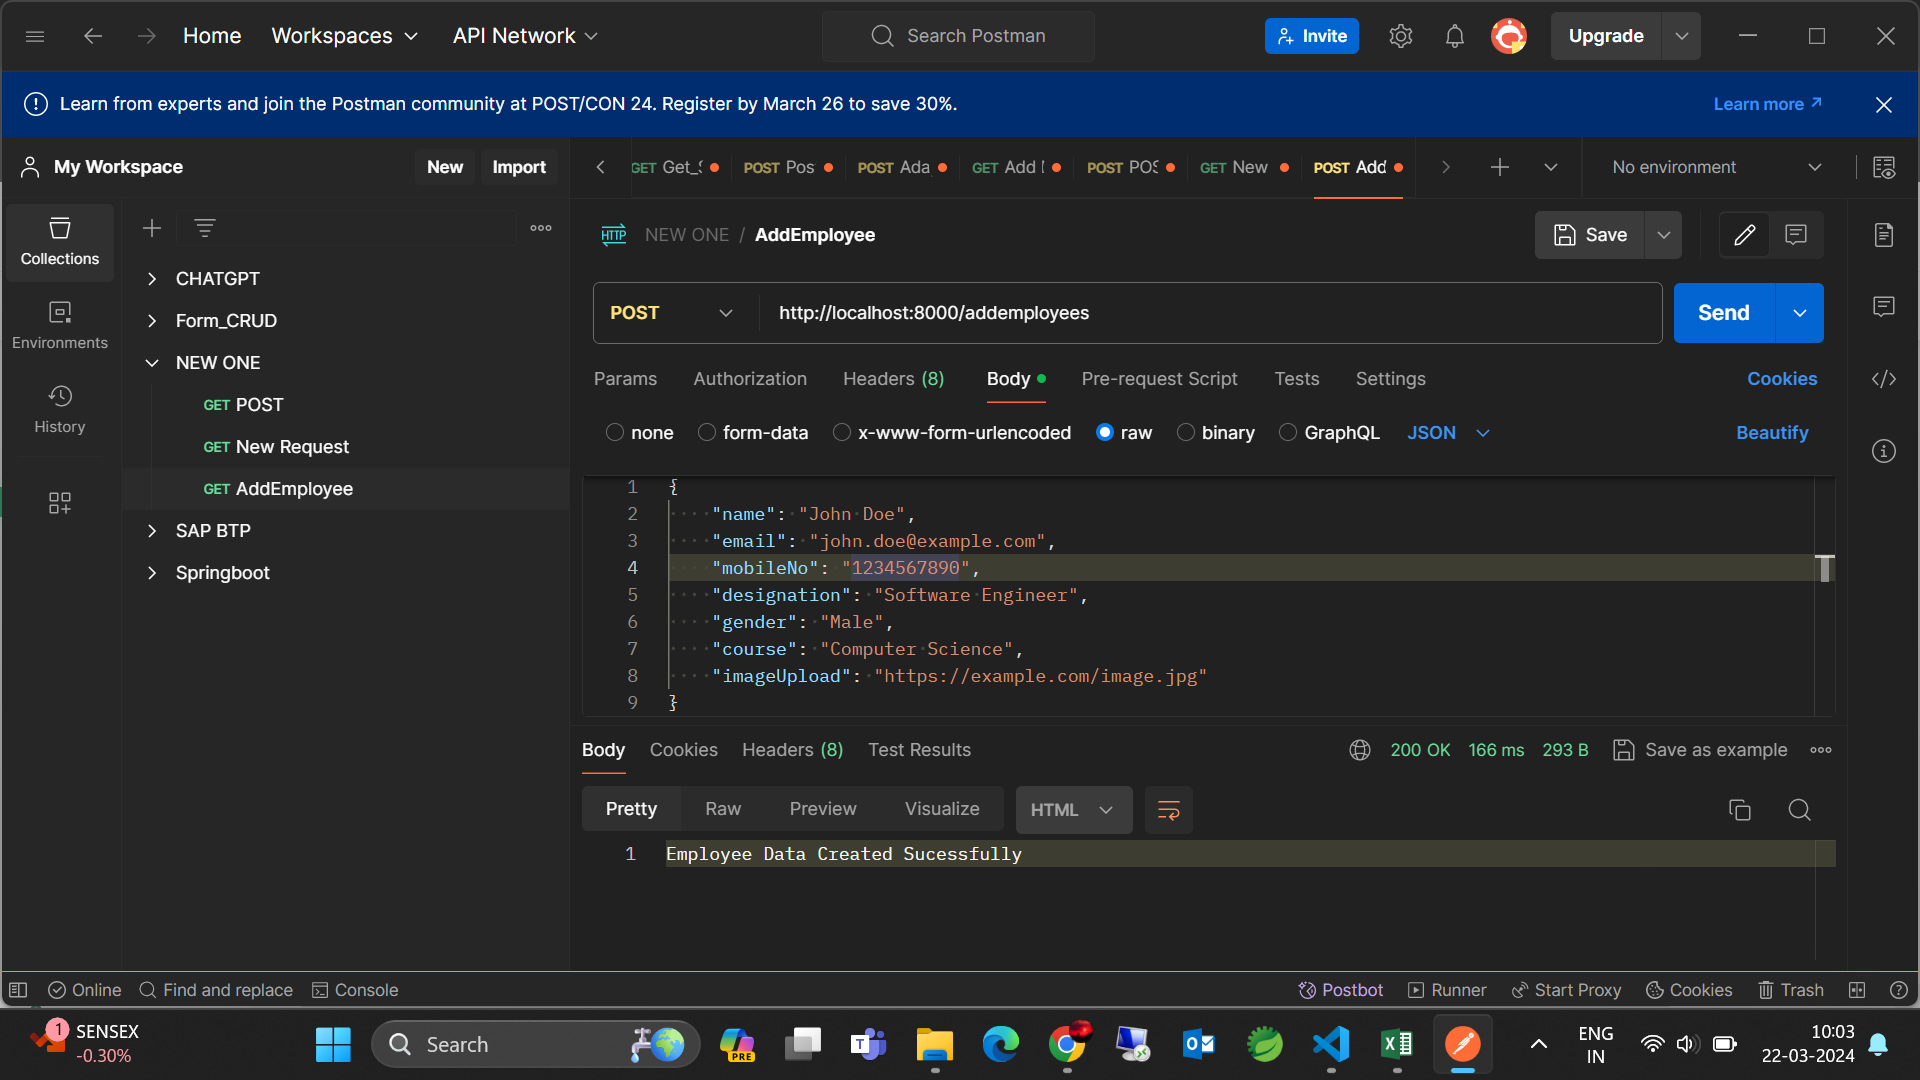 Home Workspaces API Network Search Postman Invite Upgrade
Learn from experts and join the Postman community at POST/CON 24. Register by March 26 to save 30%. Learn more
My Workspace New Import
GET Get_ POST Pos POST Ada GET Add POST POS GET New POST Add No environment
Collections
Environments
History
CHATGPT
Form_CRUD
NEW ONE
GET POST
GET New Request
GET AddEmployee
SAP BTP
Springboot
HTTP NEW ONE / AddEmployee Save
POST http://localhost:8000/addemployees Send
Params Authorization Headers (8) Body Pre-request Script Tests Settings Cookies
none form-data x-www-form-urlencoded raw binary GraphQL JSON Beautify
1 {
2 "name": "John Doe",
3 "email": "john.doe@example.com",
4 "mobileNo": "1234567890",
5 "designation": "Software Engineer",
6 "gender": "Male",
7 "course": "Computer Science",
8 "imageUpload": "https://example.com/image.jpg"
9 }
Body Cookies Headers (8) Test Results 200 OK 166 ms 293 B Save as example
Pretty Raw Preview Visualize HTML
1 Employee Data Created Sucessfully
Online Find and replace Console Postbot Runner Start Proxy Cookies Trash
1 SENSEX
-0.30%
Search
PRE
ENG
IN
10:03
22-03-2024